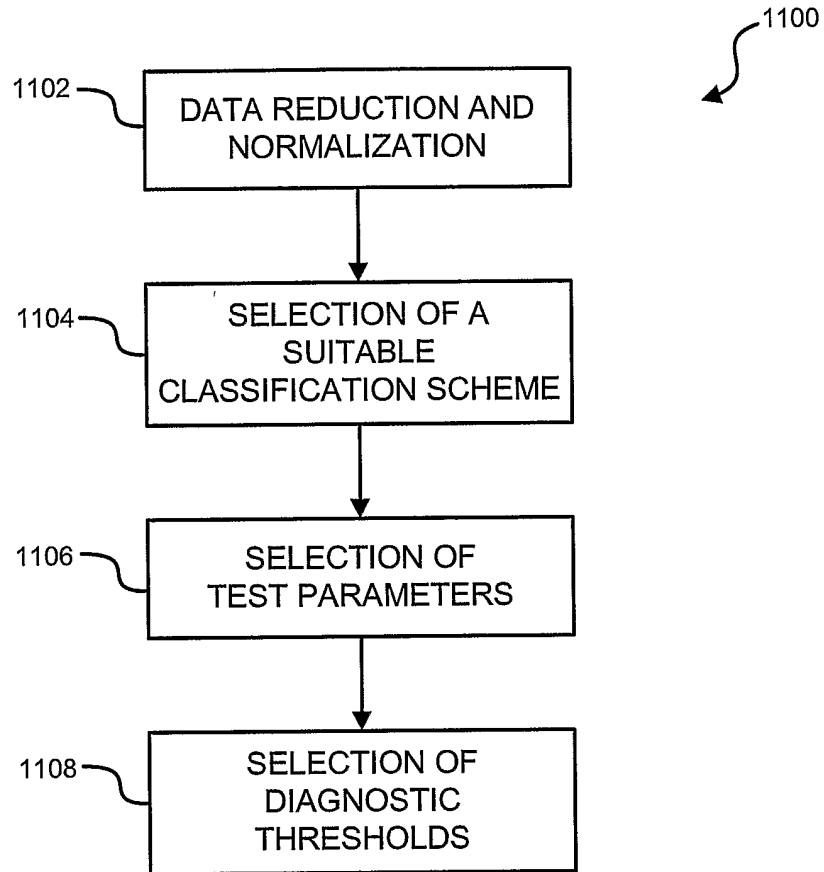 1100
1102
DATA REDUCTION AND
NORMALIZATION
1104
SELECTION OF A
SUITABLE
CLASSIFICATION SCHEME
1106
SELECTION OF
TEST PARAMETERS
1108
SELECTION OF
DIAGNOSTIC
THRESHOLDS